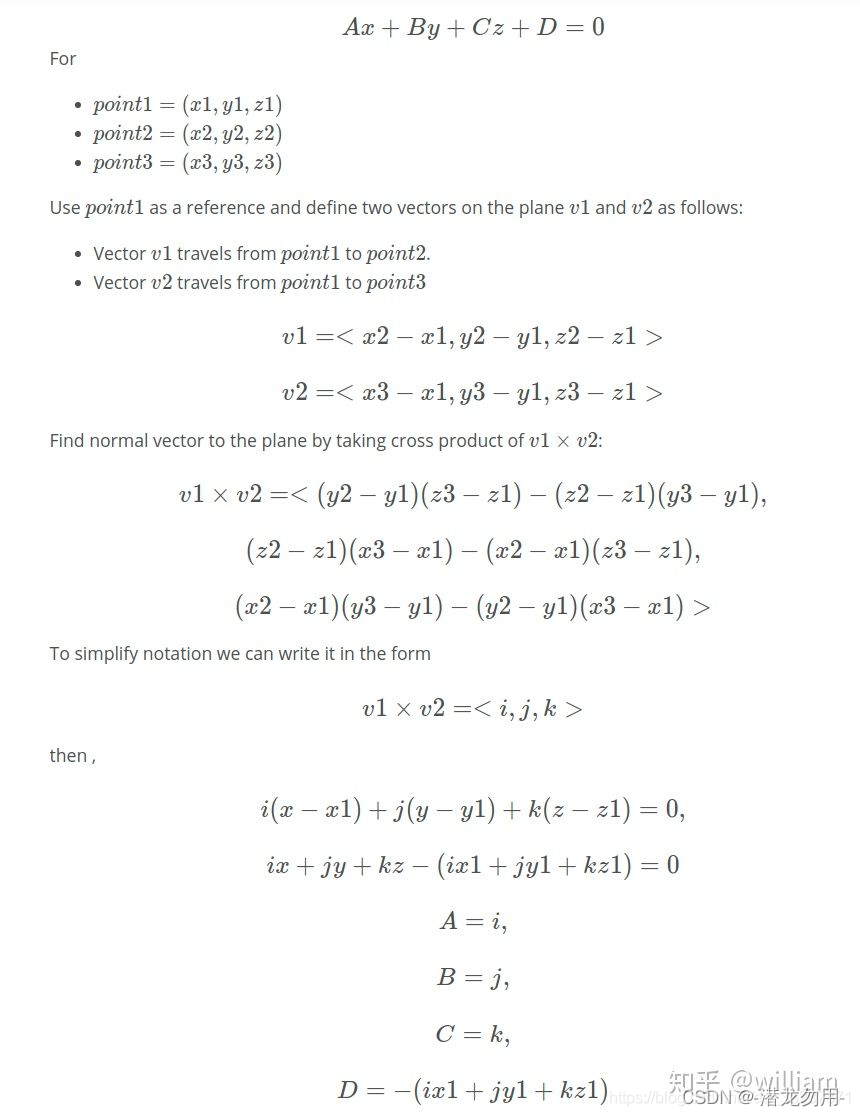 Ax + By + Cz + D = 0
For
• point1 = (x1, y1, z1)
• point2 = (x2, y2, z2)
• point3 = (x3, y3, z3)
Use point1 as a reference and define two vectors on the plane v1 and v2 as follows:
• Vector v1 travels from point1 to point2.
• Vector v2 travels from point1 to point3
v1 =< x2 − x1, y2 − y1, z2 − z1 >
v2 =< x3 − x1, y3 − y1, z3 − z1 >
Find normal vector to the plane by taking cross product of v1 × v2:
v1 × v2 =< (y2 − y1)(z3 − z1) − (z2 − z1)(y3 − y1),
(z2 − z1)(x3 − x1) − (x2 − x1)(z3 − z1),
(x2 − x1)(y3 − y1) − (y2 − y1)(x3 − x1) >
To simplify notation we can write it in the form
v1 × v2 =< i, j, k >
then ,
i(x − x1) + j(y − y1) + k(z − z1) = 0,
ix + jy + kz − (ix1 + jy1 + kz1) = 0
A = i,
B = j,
C = k,
D = −(ix1 + jy1 + kz1)
知乎 @william
CSDN @-潜龙勿用-